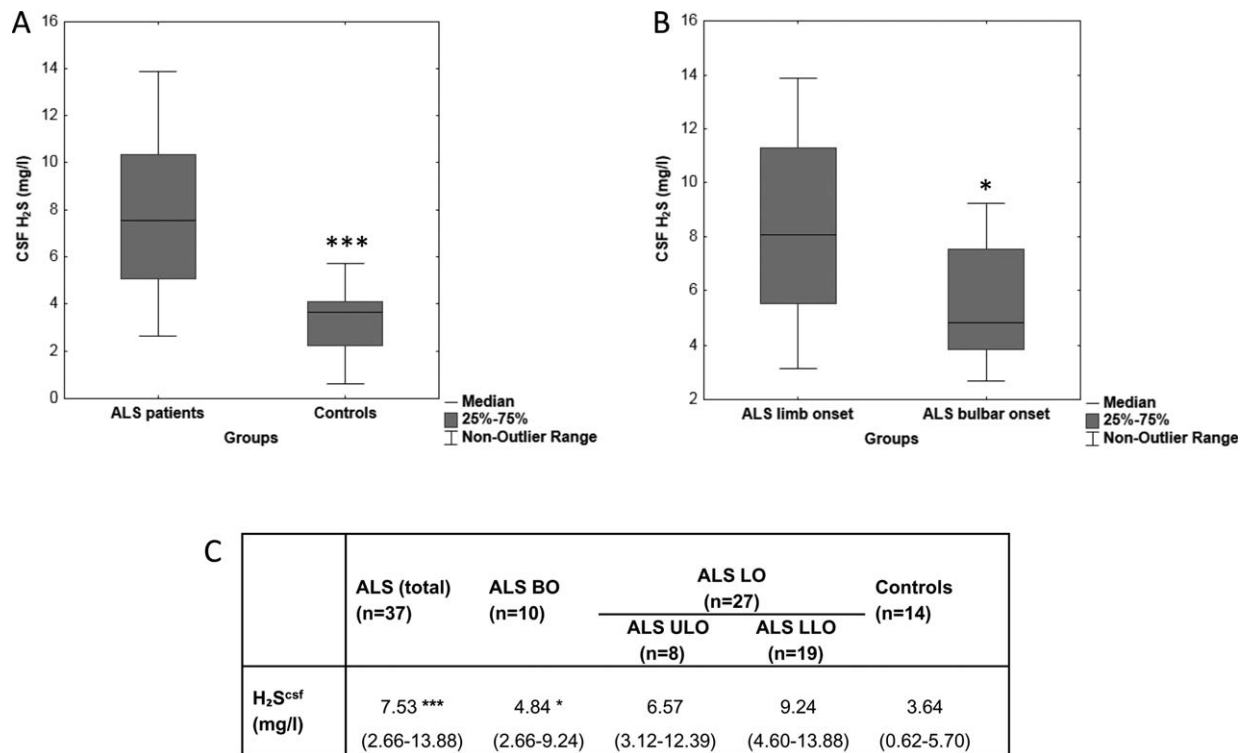 A
16
14
12
10
8
6
4
2
0
CSF H₂S (mg/l)
***
ALS patients Controls
Groups
Median
25%-75%
Non-Outlier Range
B
16
14
12
10
8
6
4
2
CSF H₂S (mg/l)
*
ALS limb onset ALS bulbar onset
Groups
Median
25%-75%
Non-Outlier Range
C
ALS (total) ALS BO ALS LO Controls
(n=37) (n=10) (n=27) (n=14)
ALS ULO ALS LLO
(n=8) (n=19)
H₂Sᶜˢᶠ
(mg/l)
7.53 *** 4.84 * 6.57 9.24 3.64
(2.66-13.88) (2.66-9.24) (3.12-12.39) (4.60-13.88) (0.62-5.70)